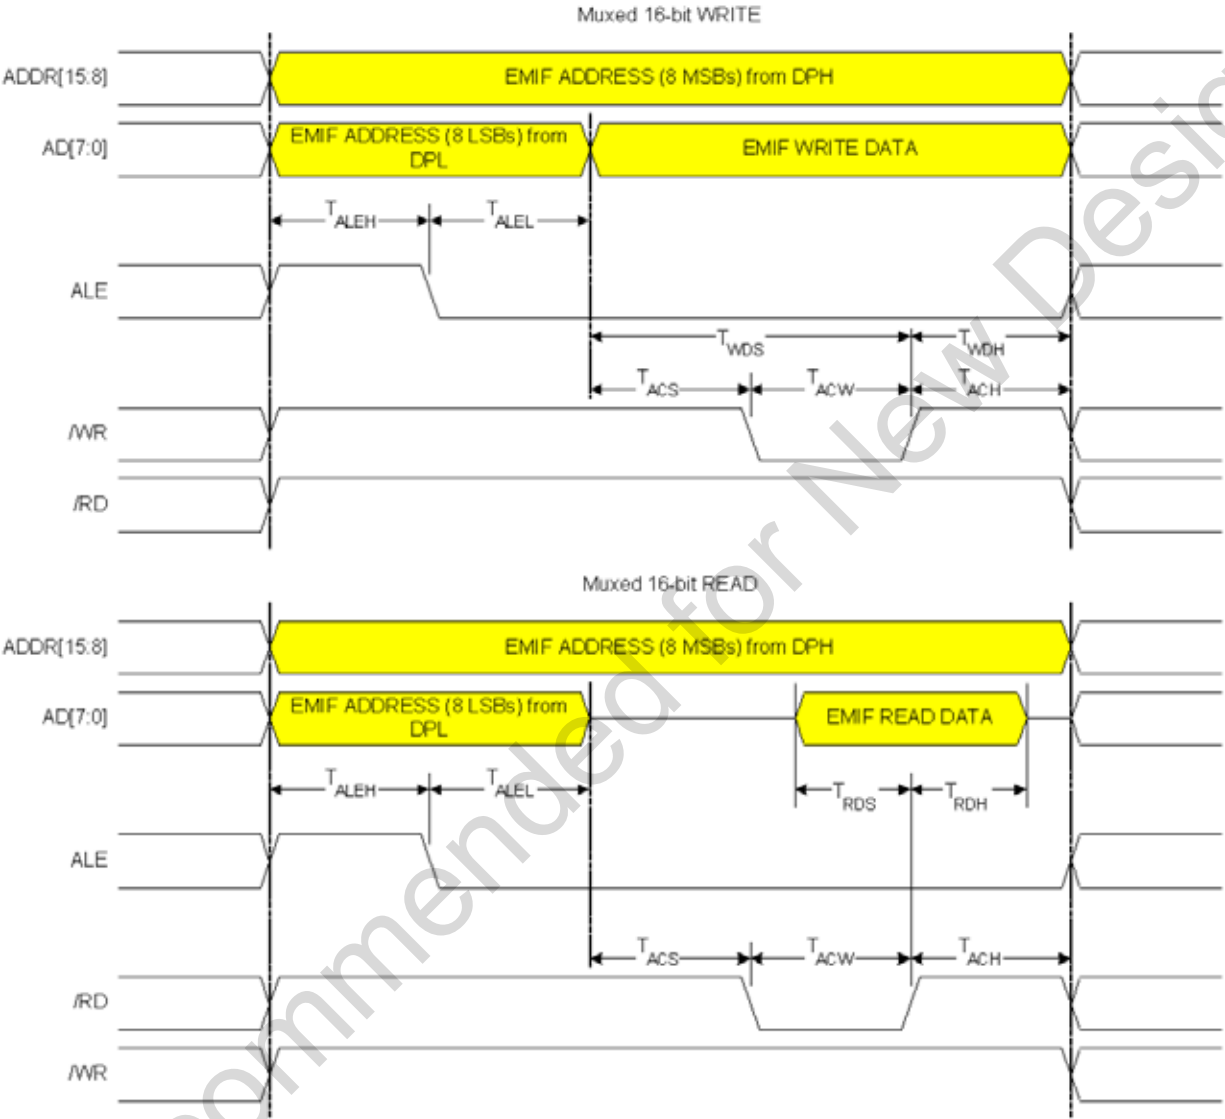 Muxed 16-bit WRITE
ADDR[15:8]
EMIF ADDRESS (8 MSBs) from DPH
AD[7:0]
EMIF ADDRESS (8 LSBs) from
DPL
EMIF WRITE DATA
TALEH
TALEL
ALE
TWDS
TWDH
TACS
TACW
TACH
/WR
/RD
Muxed 16-bit READ
ADDR[15:8]
EMIF ADDRESS (8 MSBs) from DPH
AD[7:0]
EMIF ADDRESS (8 LSBs) from
DPL
EMIF READ DATA
TALEH
TALEL
TRDS
TRDH
ALE
TACS
TACW
TACH
/RD
/WR
ommended for New Desig